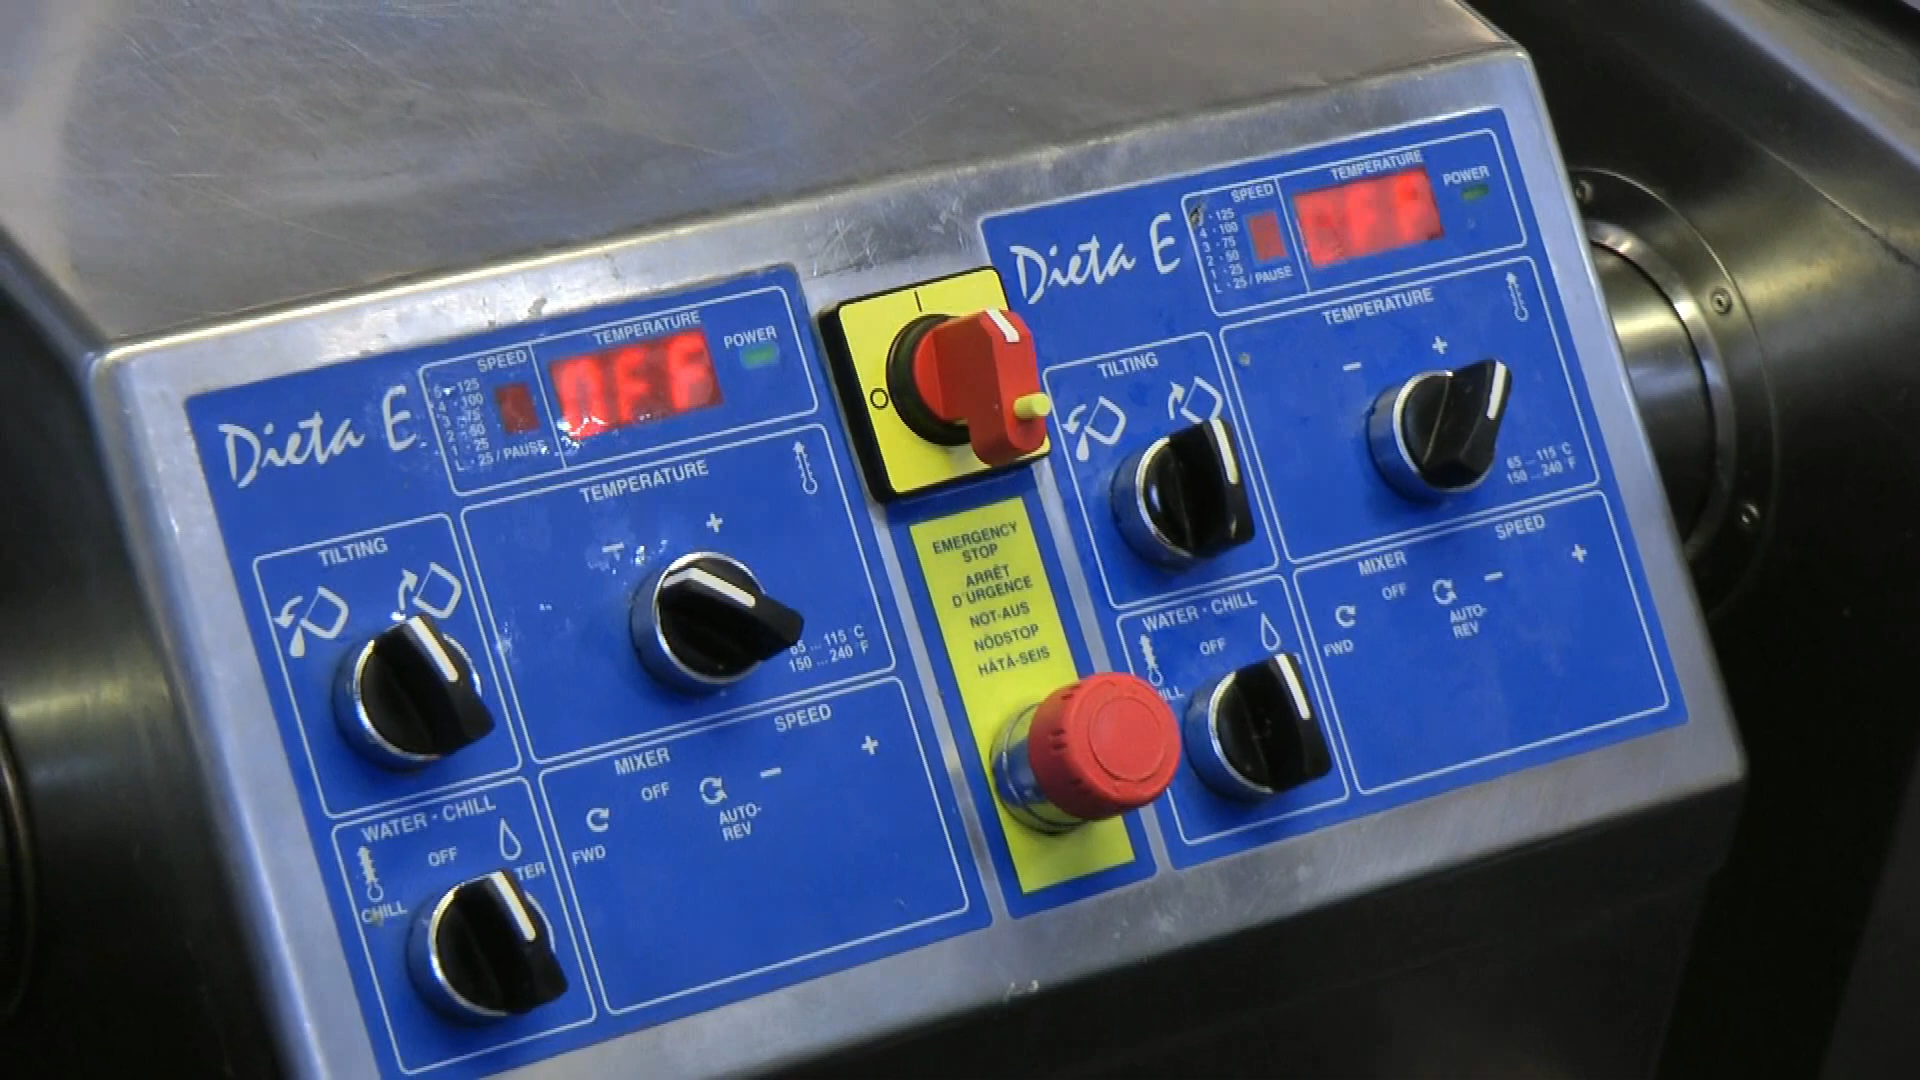 Dieta E
SPEED
5 - 125
4 - 100
3 - 75
2 - 50
1 - 25
L - 25 / PAUSE
TEMPERATURE
OFF
POWER
TILTING
TEMPERATURE
- +
65 ... 115 °C
150 ... 240 °F
WATER · CHILL
OFF
CHILL
MIXER
SPEED
OFF
- +
FWD
AUTO-
REV
I
O
EMERGENCY
STOP
ARRÊT
D'URGENCE
NOT-AUS
NÖDSTOP
HÄTÄ-SEIS
Dieta E
SPEED
125
4 - 100
3 - 75
2 - 50
1 - 25
L - 25 / PAUSE
TEMPERATURE
OFF
POWER
TILTING
TEMPERATURE
- +
65 ... 115 °C
150 ... 240 °F
WATER · CHILL
OFF
MIXER
SPEED
OFF
- +
FWD
AUTO-
REV